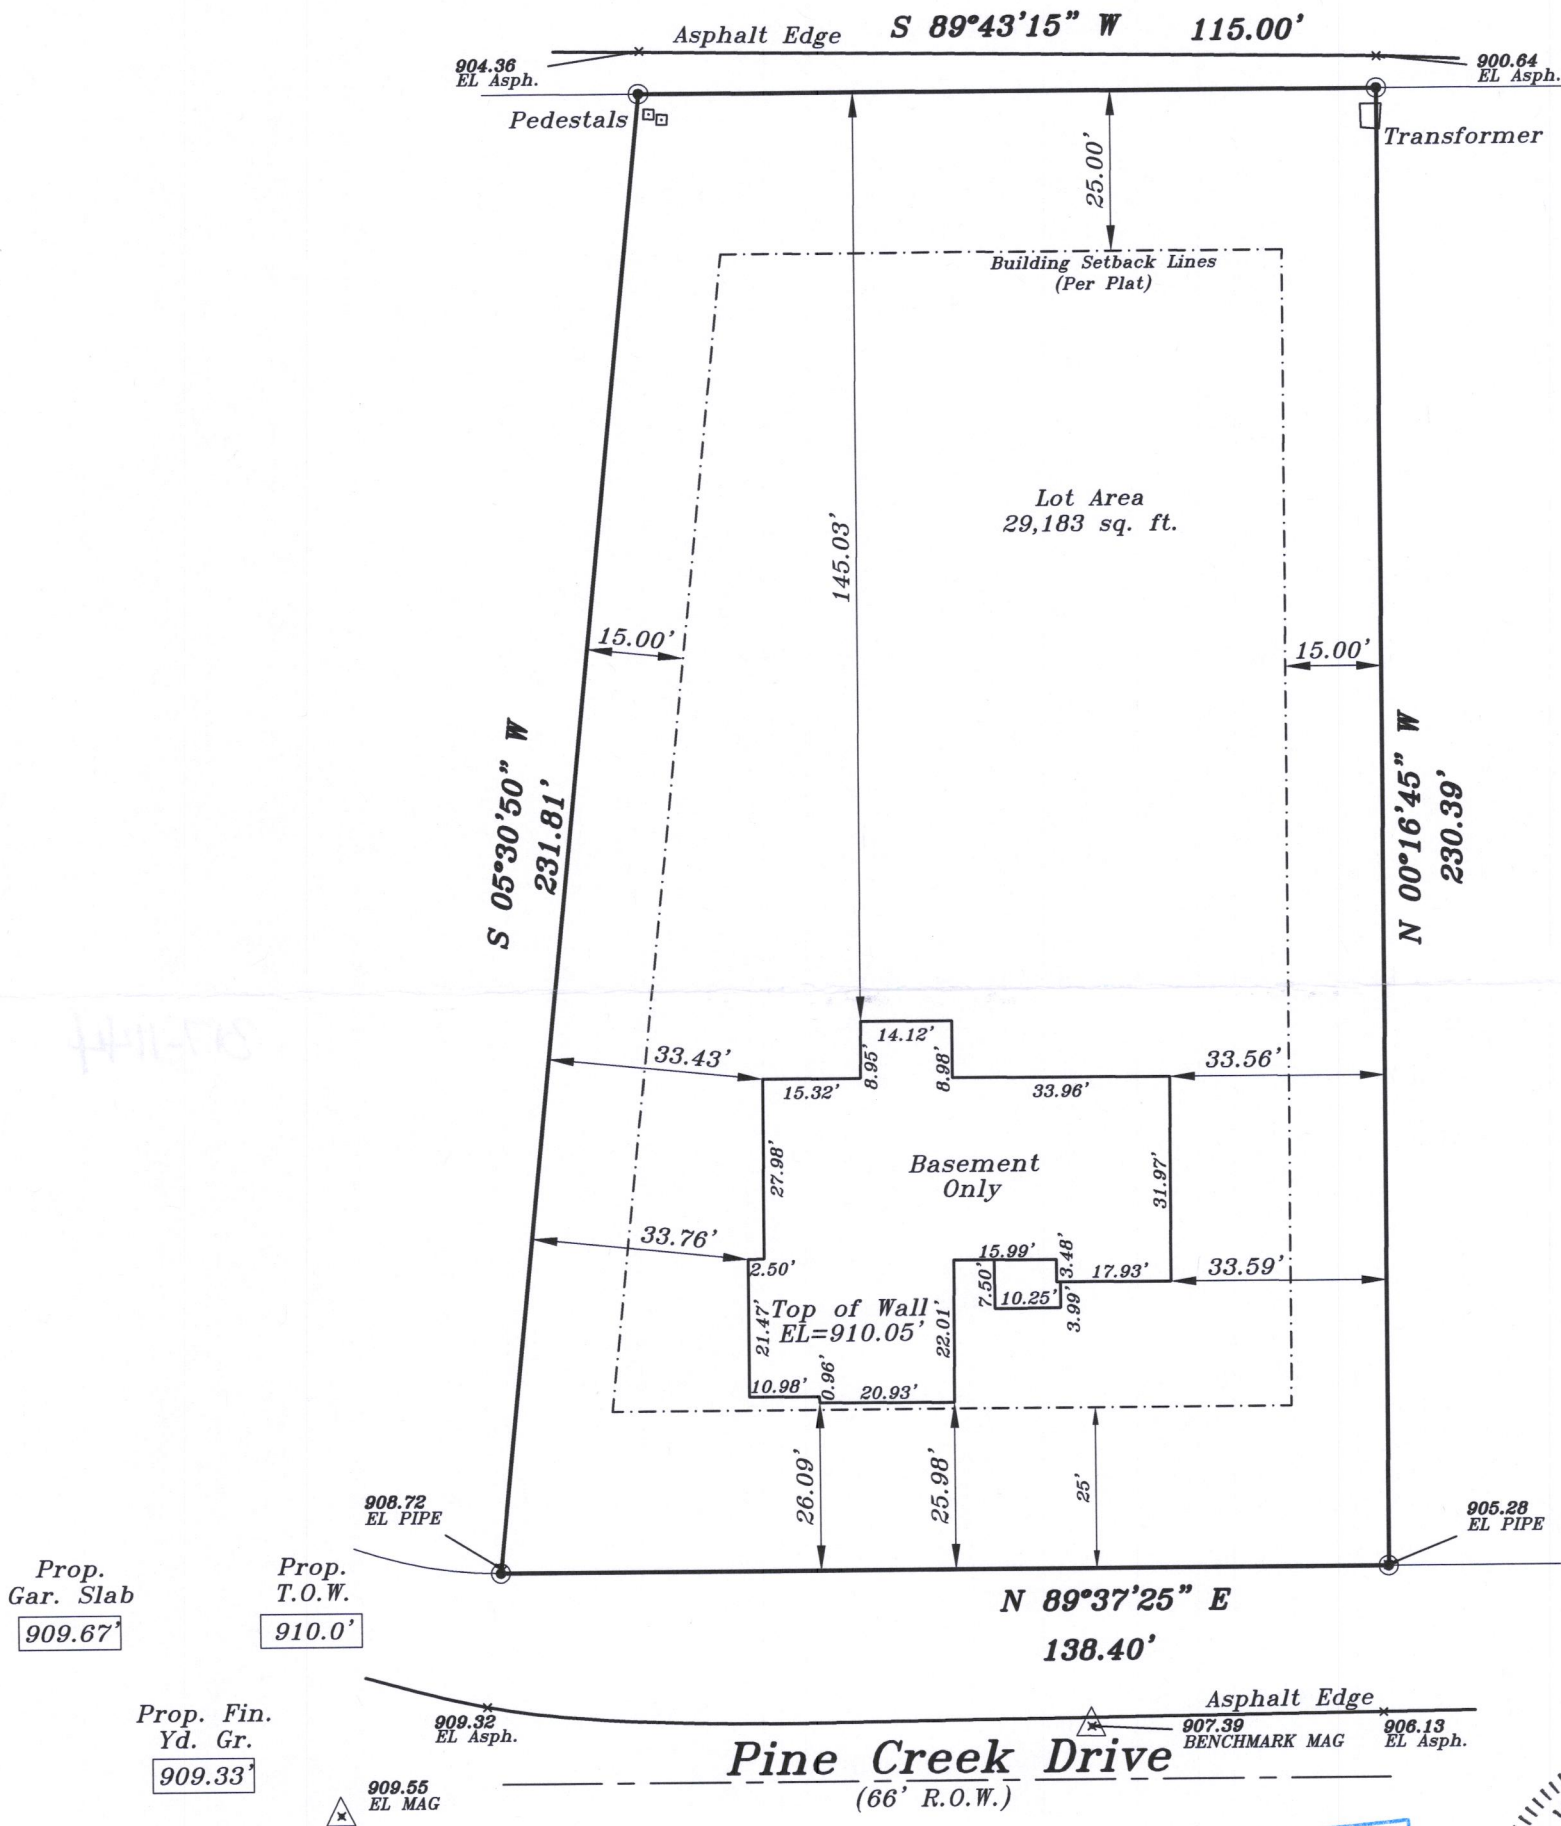 Asphalt Edge S 89°43'15" W 115.00'
904.36
EL Asph.
900.64
EL Asph.
Pedestals
Transformer
25.00'
Building Setback Lines
(Per Plat)
Lot Area
29,183 sq. ft.
145.03'
15.00'
15.00'
S 05°30'50" W
231.81'
N 00°16'45" W
230.39'
14.12'
33.43'
8.95'
8.98'
33.56'
15.32'
33.96'
27.98'
Basement
Only
31.97'
33.76'
2.50'
15.99'
3.48'
17.93'
33.59'
7.50'
10.25'
3.99'
21.47'
Top of Wall
EL=910.05'
22.01'
10.98'
0.96'
20.93'
26.09'
25.98'
25'
908.72
EL PIPE
905.28
EL PIPE
Prop.
Gar. Slab
909.67'
Prop.
T.O.W.
910.0'
N 89°37'25" E
138.40'
Prop. Fin.
Yd. Gr.
909.33'
909.32
EL Asph.
Asphalt Edge
907.39
BENCHMARK MAG
906.13
EL Asph.
Pine Creek Drive
(66' R.O.W.)
909.55
EL MAG